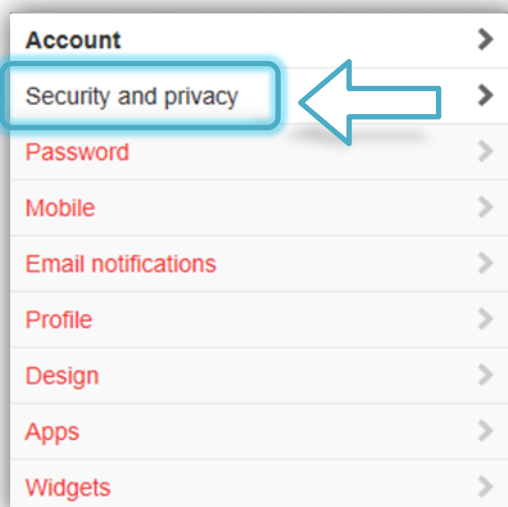 Account
Security and privacy
Password
Mobile
Email notifications
Profile
Design
Apps
Widgets